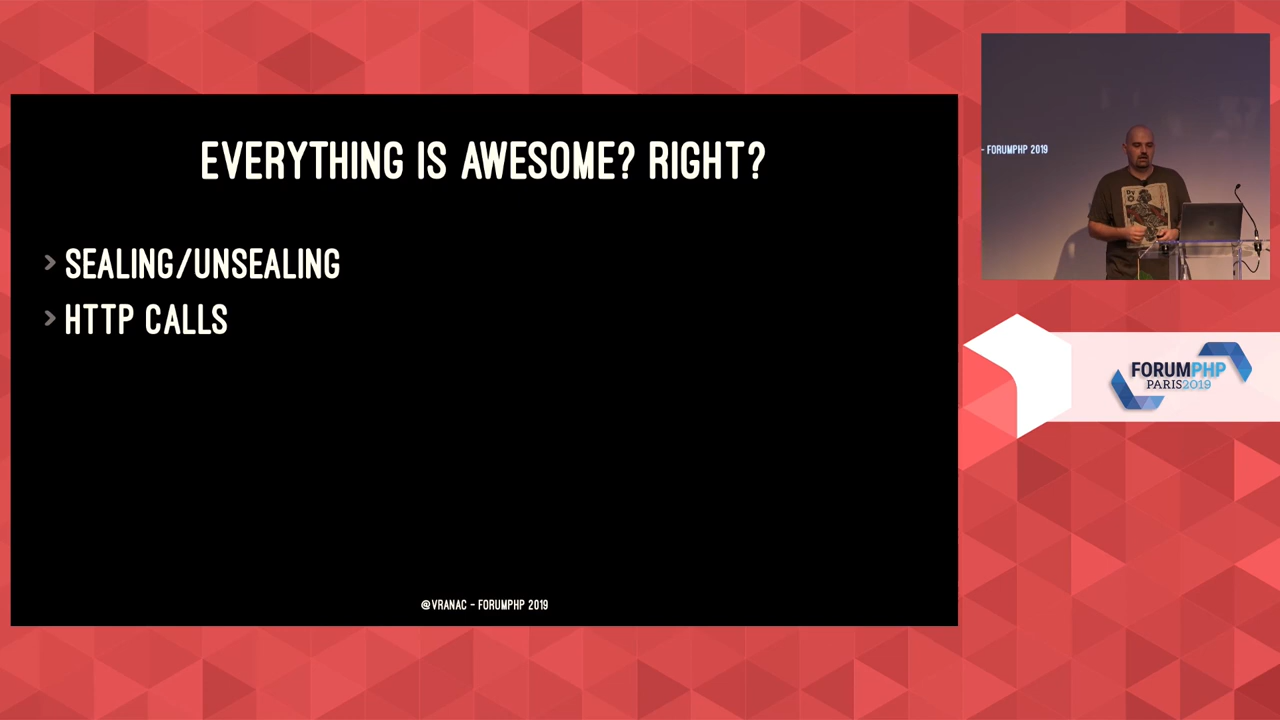 EVERYTHING IS AWESOME? RIGHT?
SEALING/UNSEALING
HTTP CALLS
@VRANAC - FORUMPHP 2019
- FORUMPHP 2019
FORUMPHP
PARIS2019